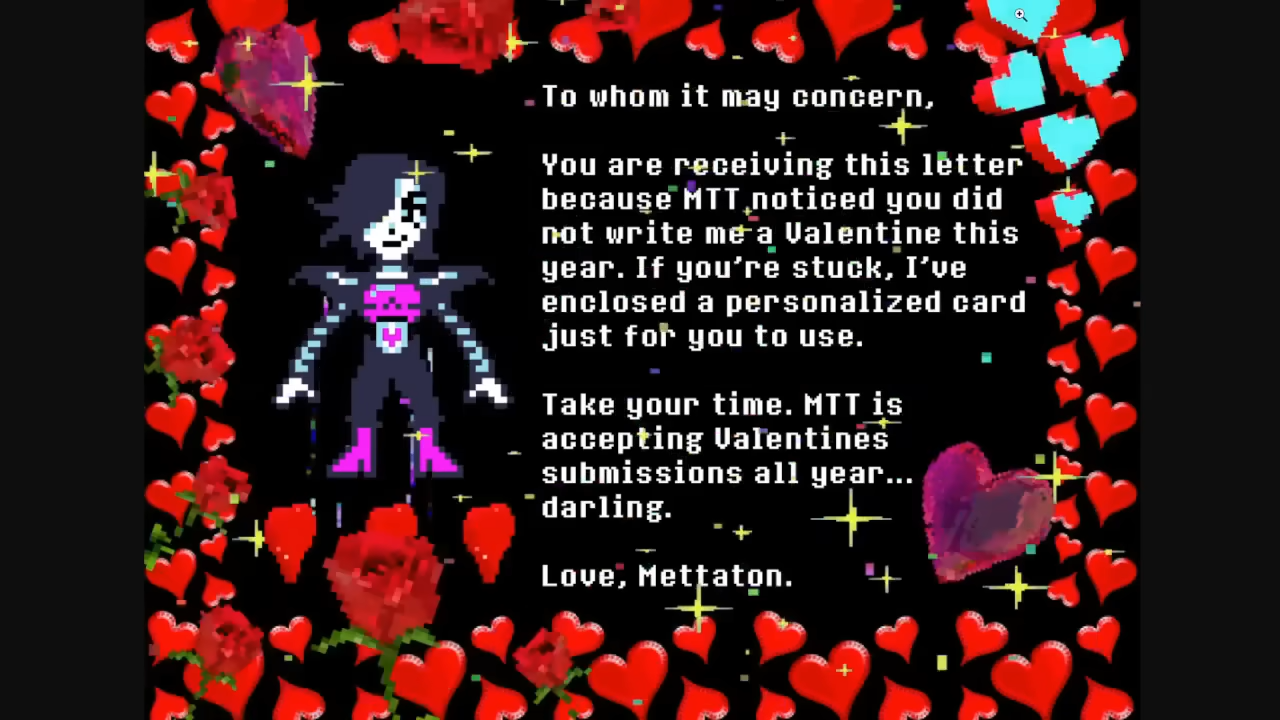 To whom it may concern,
You are receiving this letter
because MTT noticed you did
not write me a Valentine this
year. If you're stuck, I've
enclosed a personalized card
just for you to use.
Take your time. MTT is
accepting Valentines
submissions all year...
darling.
Love, Mettaton.